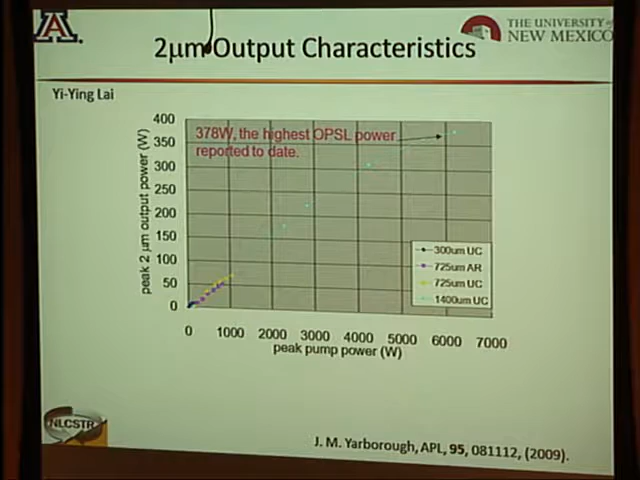 A.
THE UNIVERSITY of
NEW MEXICO
2μm Output Characteristics
Yi-Ying Lai
378W, the highest OPSL power
reported to date.
peak 2 μm output power (W)
400
350
300
250
200
150
100
50
0
300um UC
725um AR
725um UC
1400um UC
0 1000 2000 3000 4000 5000 6000 7000
peak pump power (W)
NLCSTR
J. M. Yarborough, APL, 95, 081112, (2009).